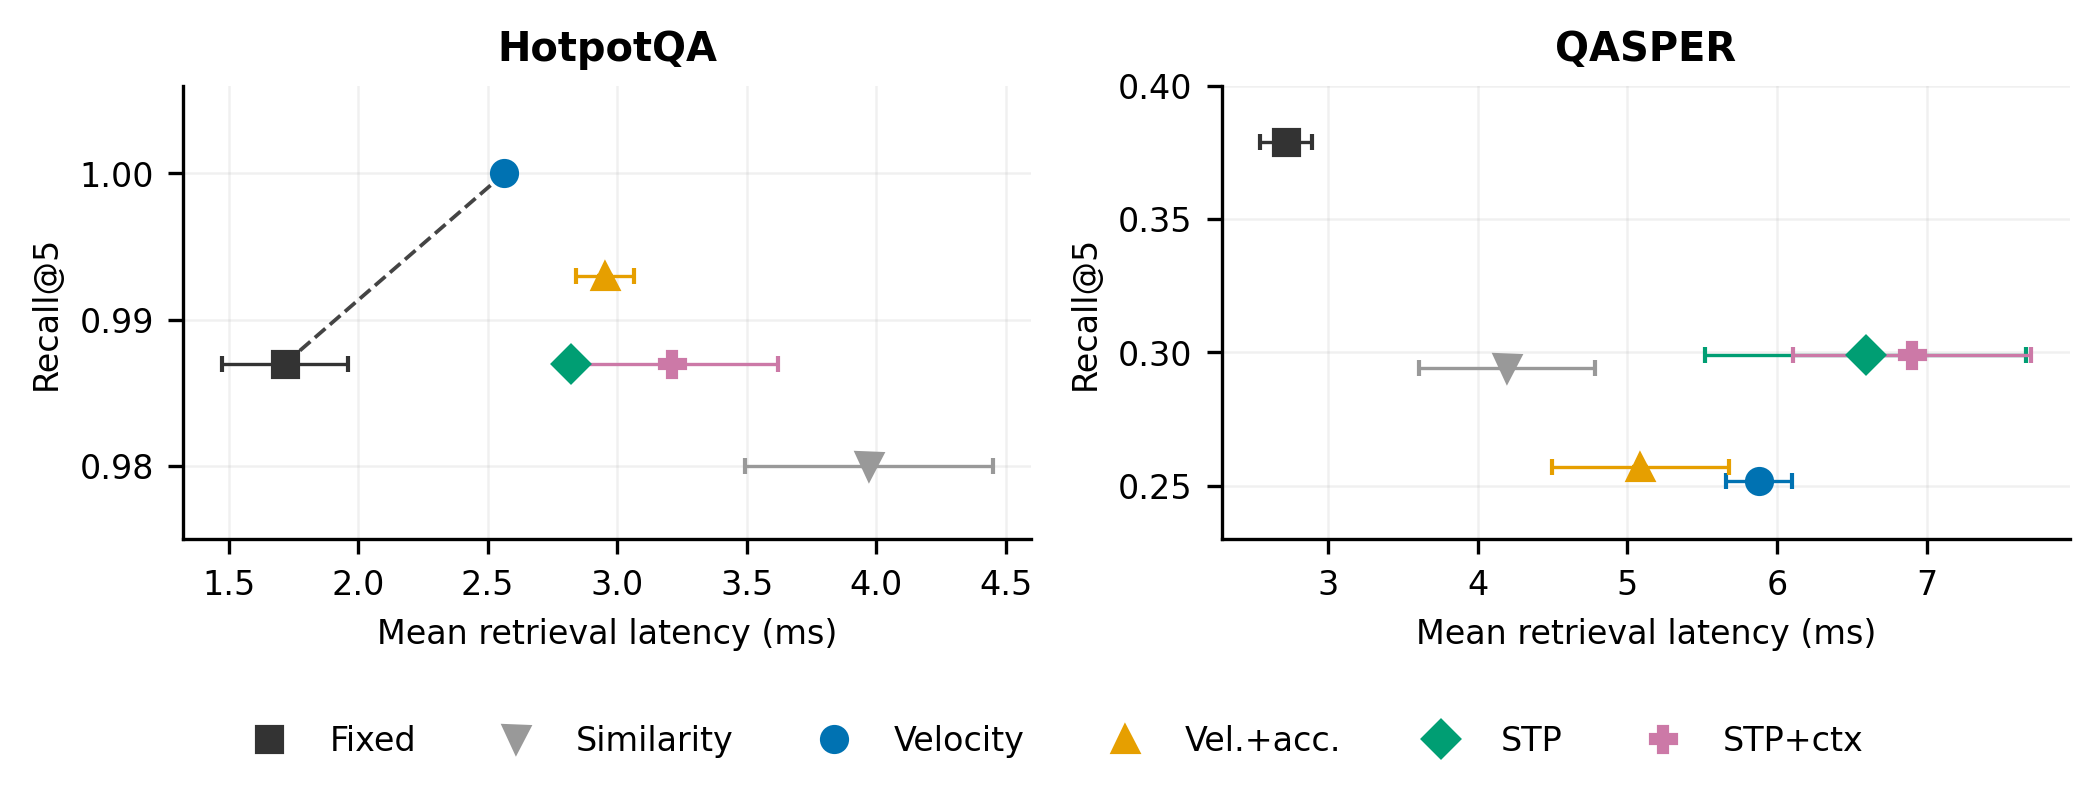 HotpotQA
1.00
0.99
0.98
Recall@5
1.5 2.0 2.5 3.0 3.5 4.0 4.5
Mean retrieval latency (ms)
QASPER
0.40
0.35
0.30
0.25
Recall@5
3 4 5 6 7
Mean retrieval latency (ms)
Fixed Similarity Velocity Vel.+acc. STP STP+ctx